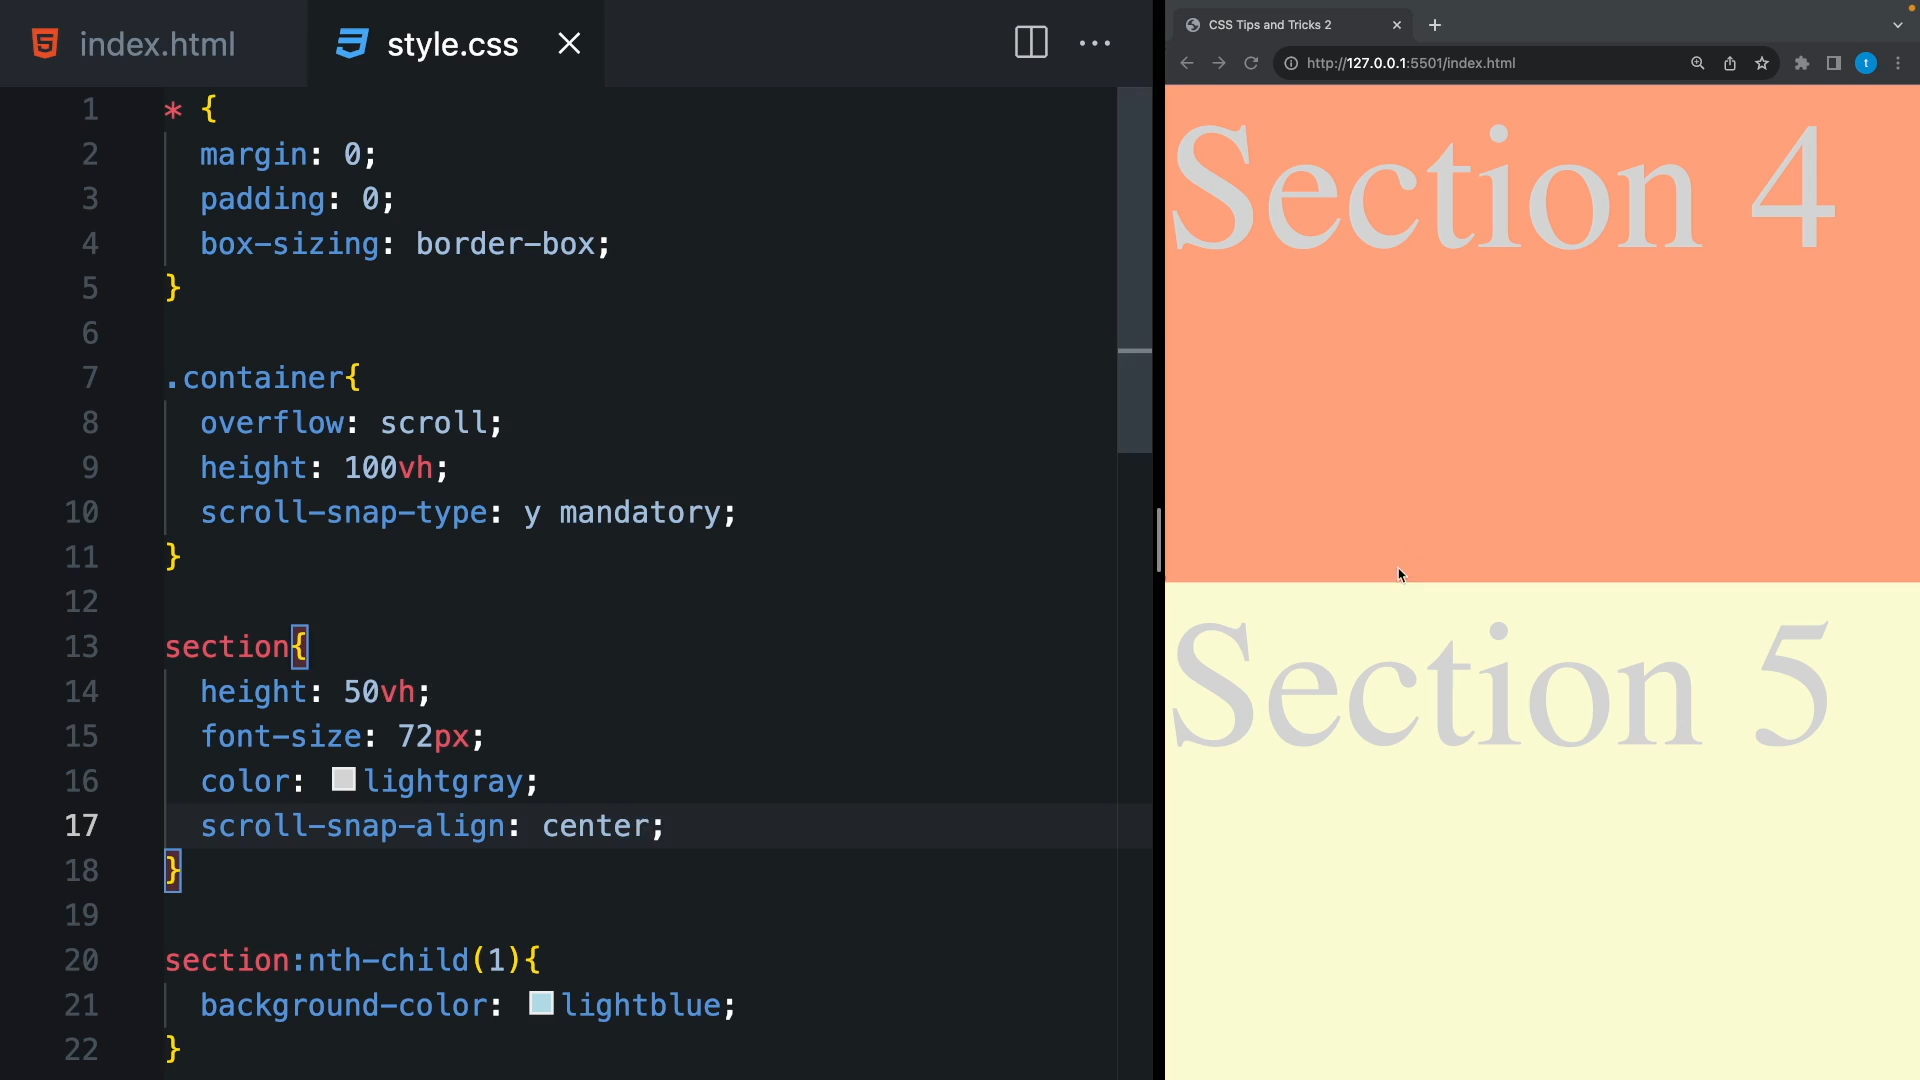 index.html
style.css
1 * {
2 margin: 0;
3 padding: 0;
4 box-sizing: border-box;
5 }
6
7 .container{
8 overflow: scroll;
9 height: 100vh;
10 scroll-snap-type: y mandatory;
11 }
12
13 section{
14 height: 50vh;
15 font-size: 72px;
16 color: lightgray;
17 scroll-snap-align: center;
18 }
19
20 section:nth-child(1){
21 background-color: lightblue;
22 }
CSS Tips and Tricks 2
http://127.0.0.1:5501/index.html
t
Section 4
Section 5